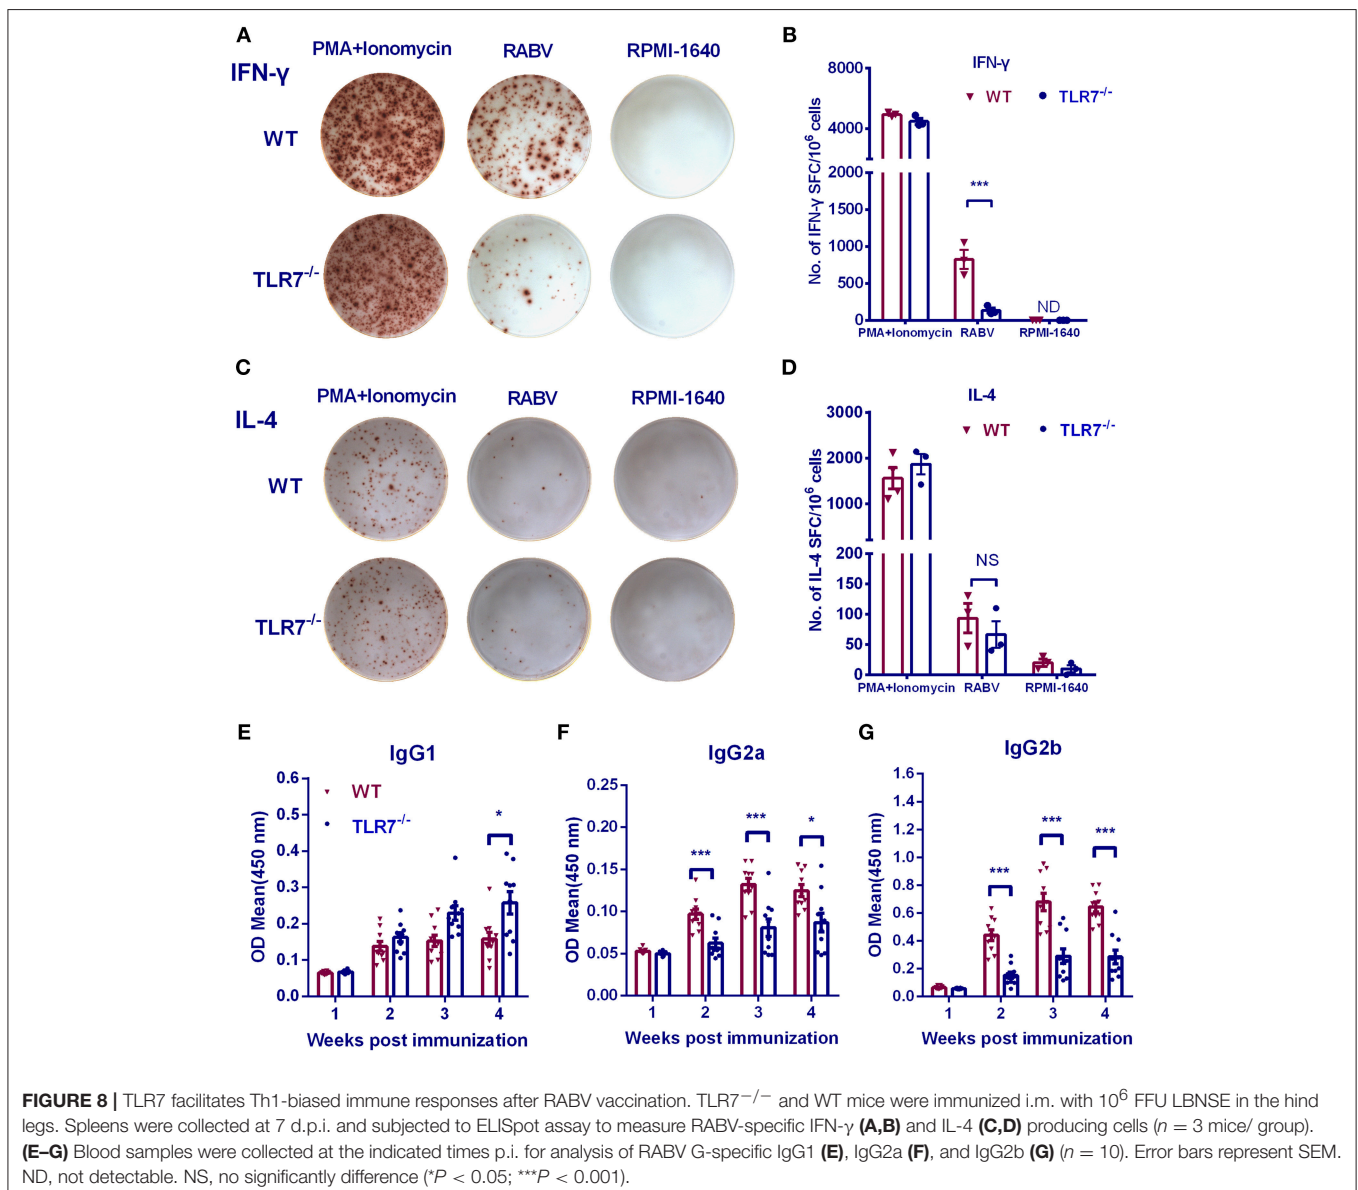 A
PMA+Ionomycin RABV RPMI-1640
IFN-γ
WT
TLR7-/-
B
IFN-γ
WT TLR7-/-
No. of IFN-γ SFC/10^6 cells
8000
4000
2000
1500
1000
500
0
***
ND
PMA+Ionomycin RABV RPMI-1640
C
PMA+Ionomycin RABV RPMI-1640
IL-4
WT
TLR7-/-
D
IL-4
WT TLR7-/-
No. of IL-4 SFC/10^6 cells
3000
2000
1000
200
150
100
50
0
NS
PMA+Ionomycin RABV RPMI-1640
E
IgG1
WT
TLR7-/-
OD Mean(450 nm)
0.6
0.5
0.4
0.3
0.2
0.1
0.0
*
1 2 3 4
Weeks post immunization
F
IgG2a
OD Mean(450 nm)
0.25
0.20
0.15
0.10
0.05
0.00
*** *** *
1 2 3 4
Weeks post immunization
G
IgG2b
OD Mean(450 nm)
1.6
1.4
1.2
1.0
0.8
0.6
0.4
0.2
0.0
*** *** ***
1 2 3 4
Weeks post immunization
FIGURE 8 | TLR7 facilitates Th1-biased immune responses after RABV vaccination. TLR7−/− and WT mice were immunized i.m. with 10^6 FFU LBNSE in the hind
legs. Spleens were collected at 7 d.p.i. and subjected to ELISpot assay to measure RABV-specific IFN-γ (A,B) and IL-4 (C,D) producing cells (n = 3 mice/ group).
(E–G) Blood samples were collected at the indicated times p.i. for analysis of RABV G-specific IgG1 (E), IgG2a (F), and IgG2b (G) (n = 10). Error bars represent SEM.
ND, not detectable. NS, no significantly difference (*P < 0.05; ***P < 0.001).